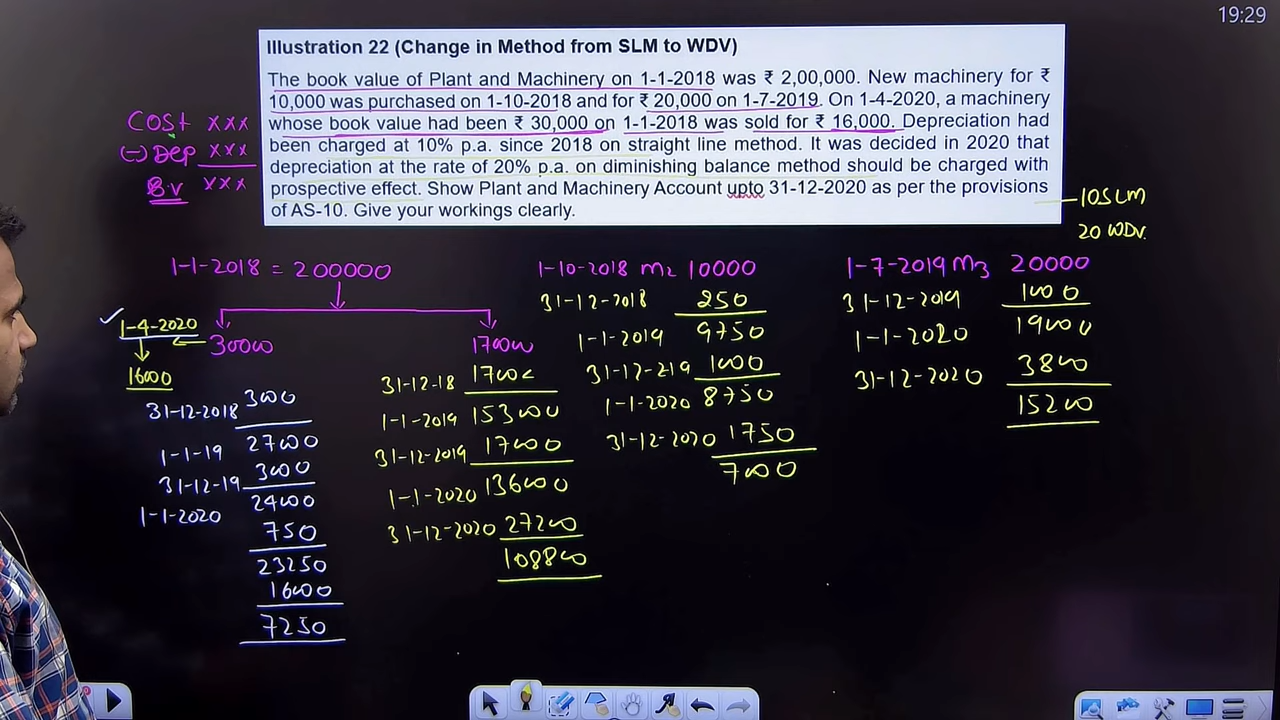 19:29
Illustration 22 (Change in Method from SLM to WDV)
The book value of Plant and Machinery on 1-1-2018 was ₹ 2,00,000. New machinery for ₹
10,000 was purchased on 1-10-2018 and for ₹ 20,000 on 1-7-2019. On 1-4-2020, a machinery
whose book value had been ₹ 30,000 on 1-1-2018 was sold for ₹ 16,000. Depreciation had
been charged at 10% p.a. since 2018 on straight line method. It was decided in 2020 that
depreciation at the rate of 20% p.a. on diminishing balance method should be charged with
prospective effect. Show Plant and Machinery Account upto 31-12-2020 as per the provisions
of AS-10. Give your workings clearly.
Cost xxx
(-) Dep xxx
B.v xxx
10 SLM
20 WDV.
1-1-2018 = 200000
1-4-2020
16000
30000
31-12-2018 3000
1-1-19 27000
31-12-19 3000
1-1-2020 24000
750
23250
16000
7250
170000
31-12-18 17000
1-1-2019 153000
31-12-2019 17000
1-1-2020 136000
31-12-2020 27200
108800
1-10-2018 M2 10000
31-12-2018 250
1-1-2019 9750
31-12-219 1000
1-1-2020 8750
31-12-2020 1750
7000
1-7-2019 M3 20000
31-12-2019 1000
1-1-2020 19000
31-12-2020 3800
15200